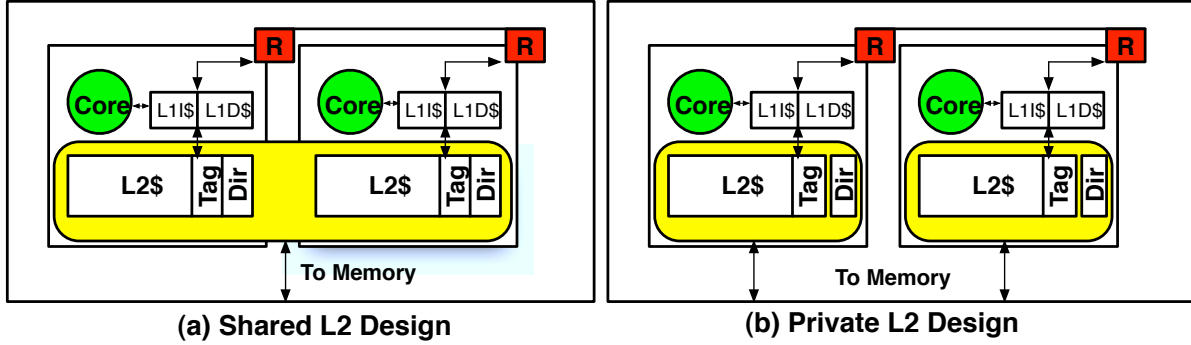 R
R
Core
L1I$
L1D$
Core
L1I$
L1D$
L2$
Tag
Dir
L2$
Tag
Dir
To Memory
(a) Shared L2 Design
R
R
Core
L1I$
L1D$
Core
L1I$
L1D$
L2$
Tag
Dir
L2$
Tag
Dir
To Memory
(b) Private L2 Design